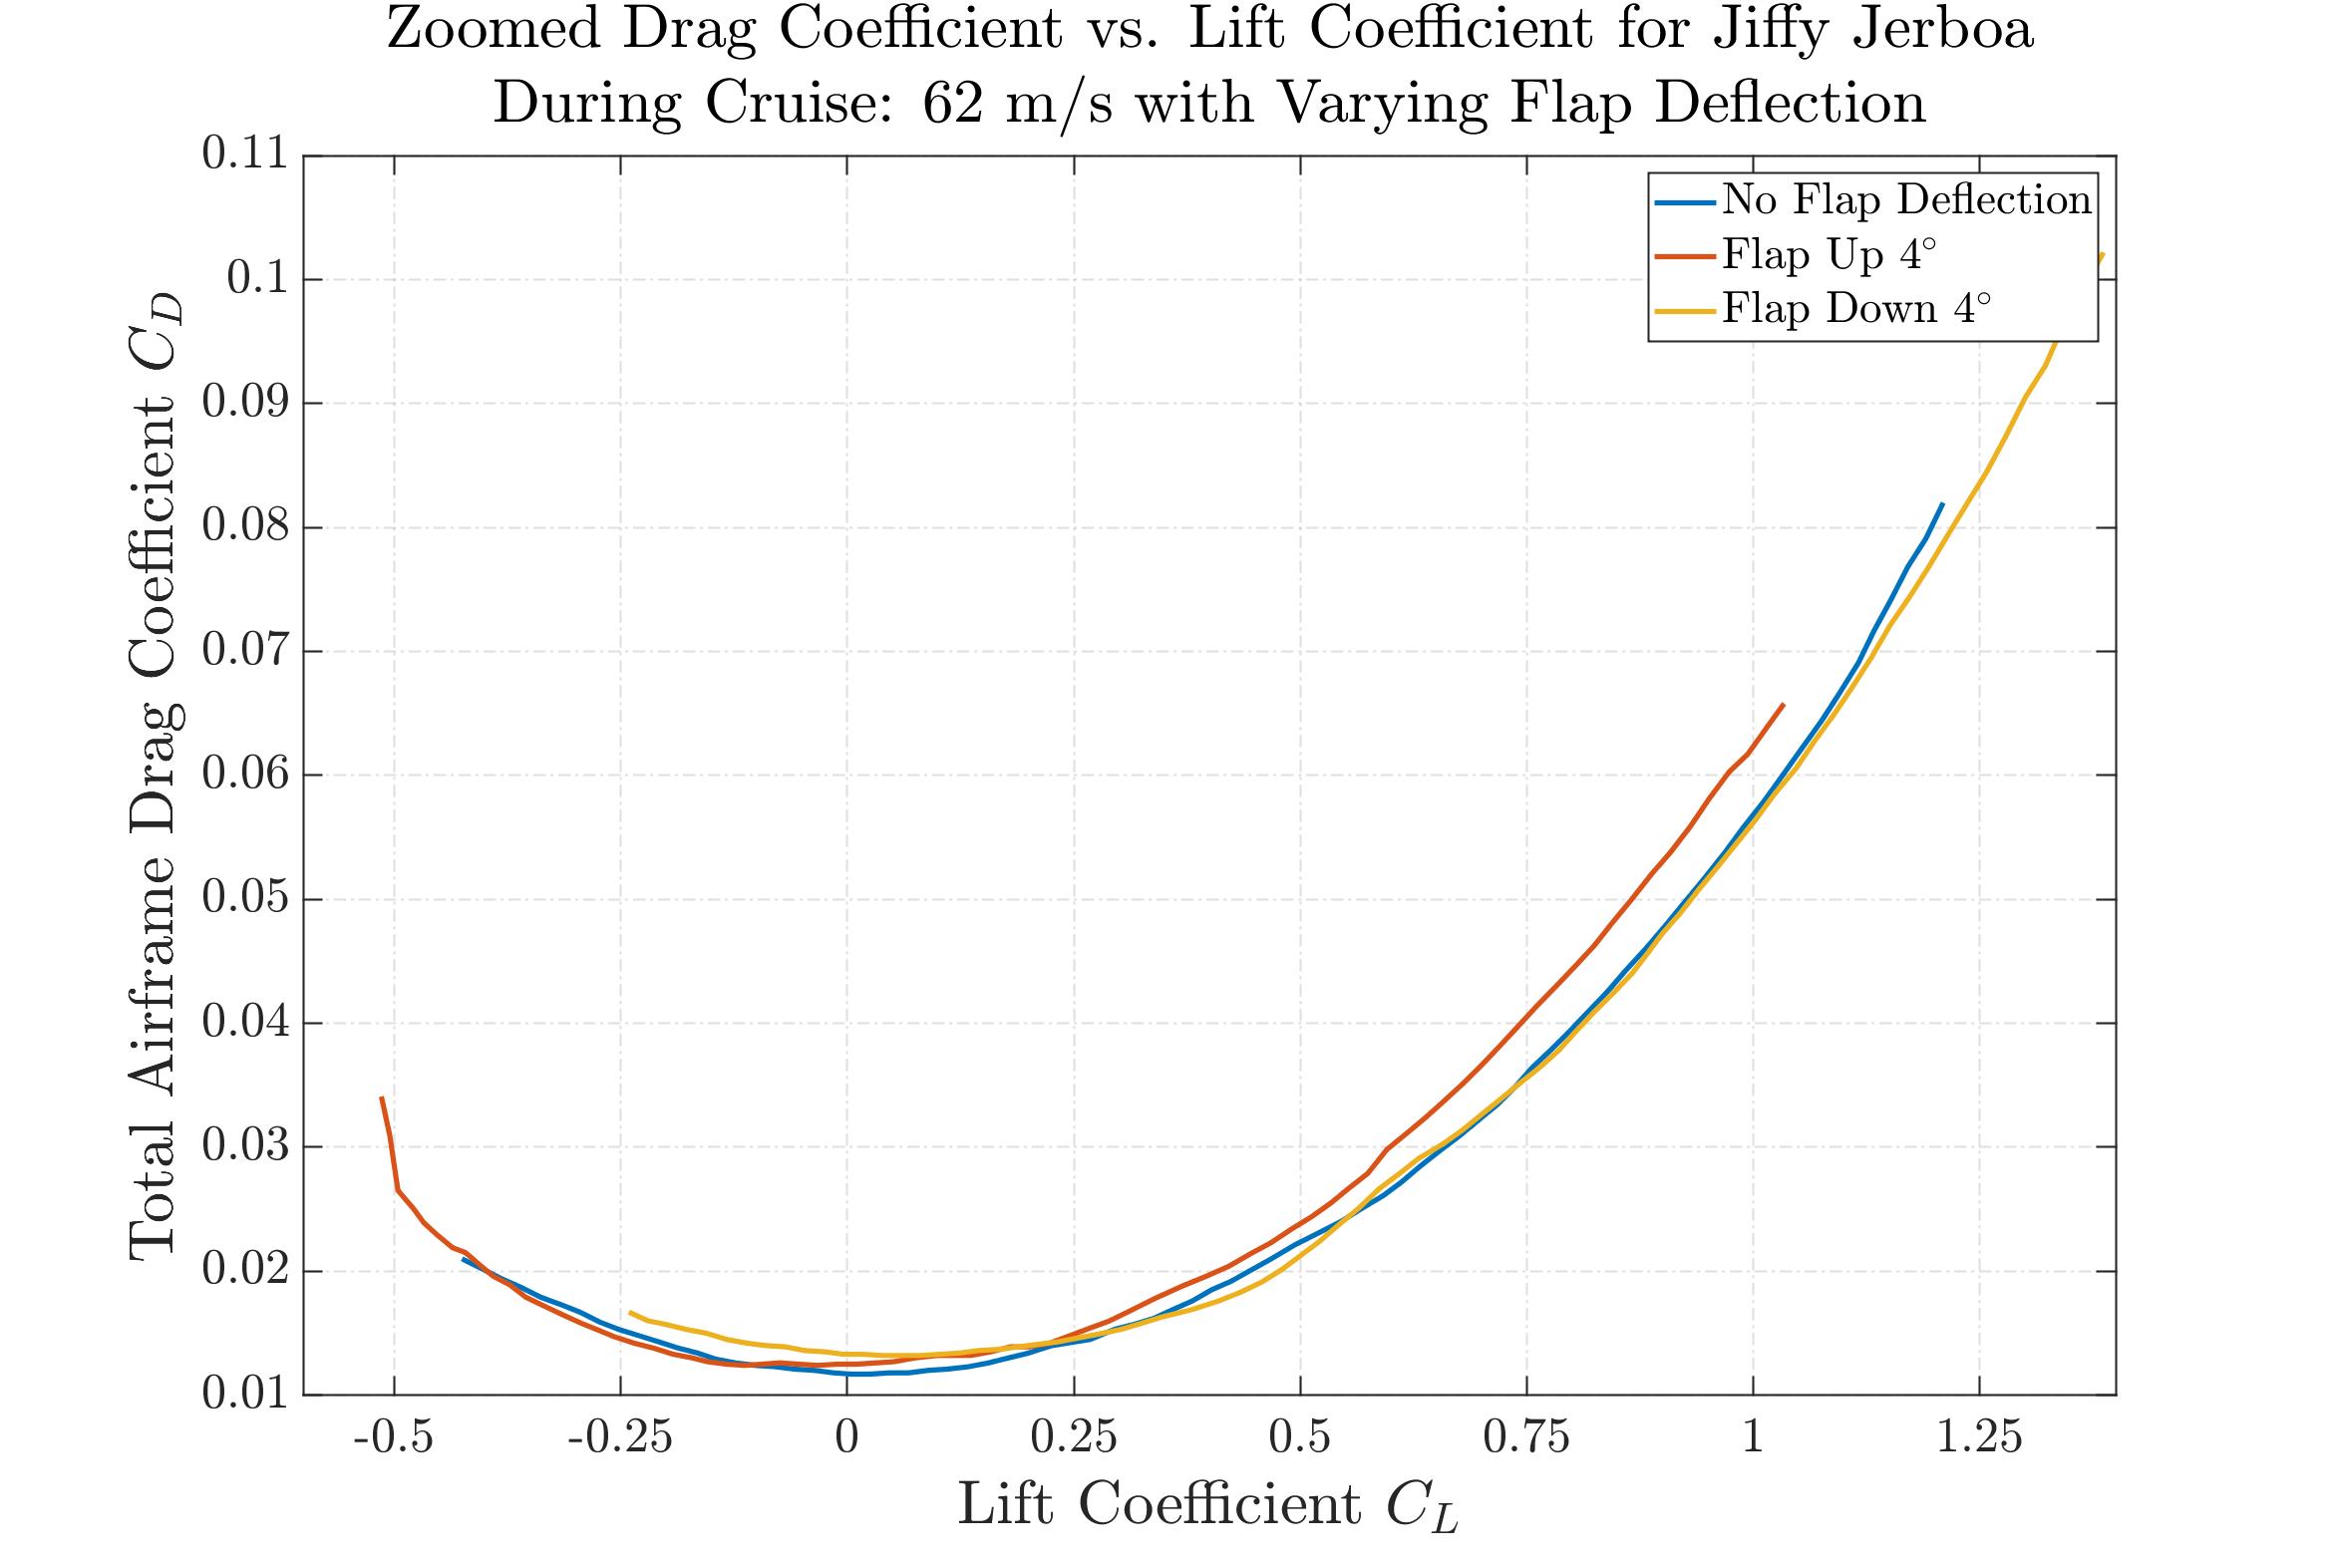 Zoomed Drag Coefficient vs. Lift Coefficient for Jiffy Jerboa
During Cruise: 62 m/s with Varying Flap Deflection
0.11
0.1
0.09
0.08
0.07
0.06
0.05
0.04
0.03
0.02
0.01
Total Airframe Drag Coefficient C_D
No Flap Deflection
Flap Up 4°
Flap Down 4°
-0.5 -0.25 0 0.25 0.5 0.75 1 1.25
Lift Coefficient C_L